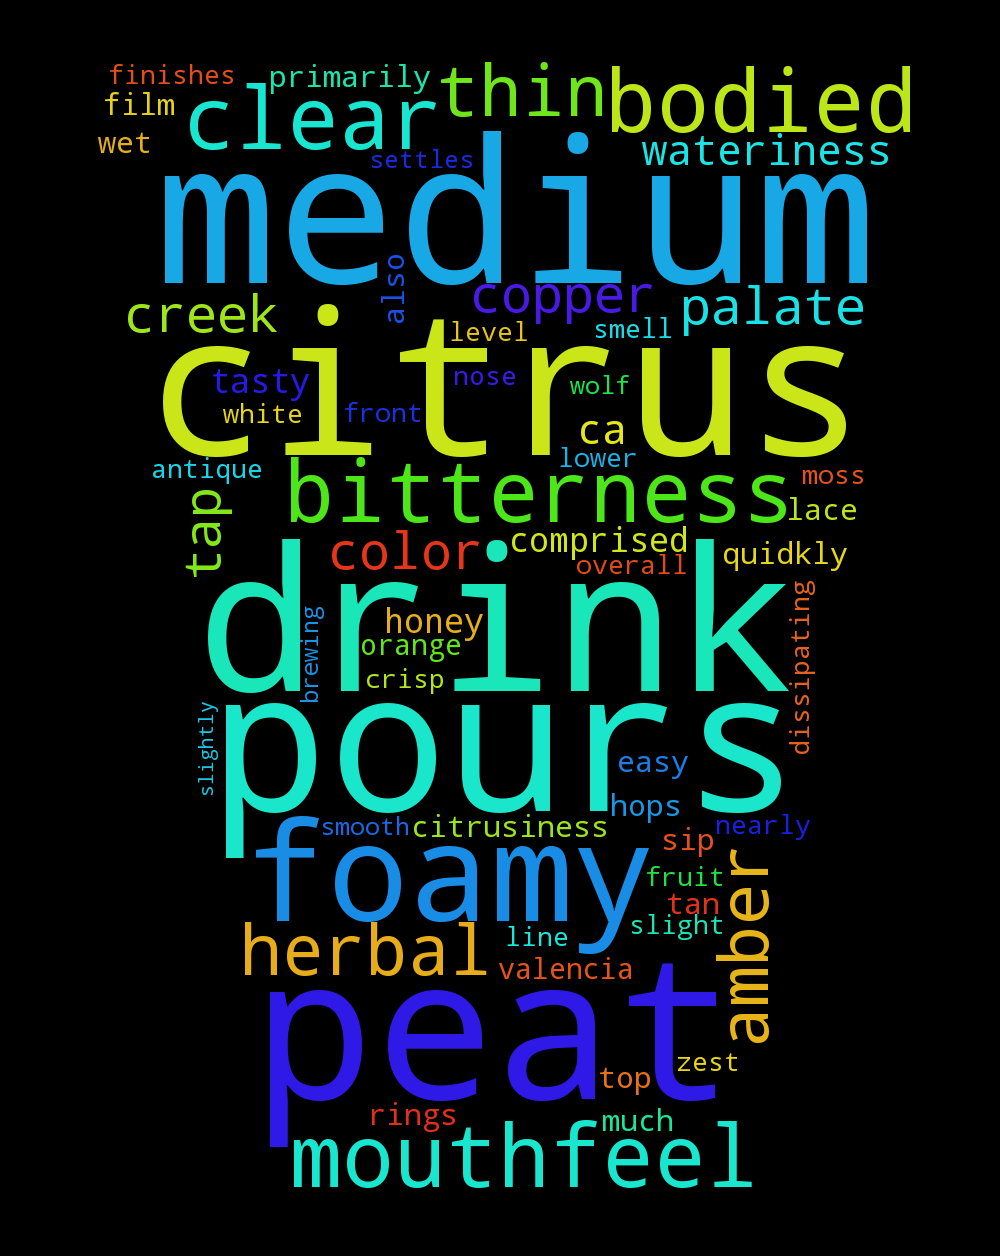 finishes primarily thin bodied
film clear
wet settles wateriness
medium
also copper palate
creek level smell
citrus
tasty nose wolf
white front ca
antique lower moss
tap bitterness lace
color comprised quidkly
overall
drink
brewing honey dissipating
orange
crisp
slightly pours
easy
hops
smooth citrusiness nearly
foamy sip
fruit
tan
slight
herbal line amber
valencia
peat
zest
top
rings much
mouthfeel